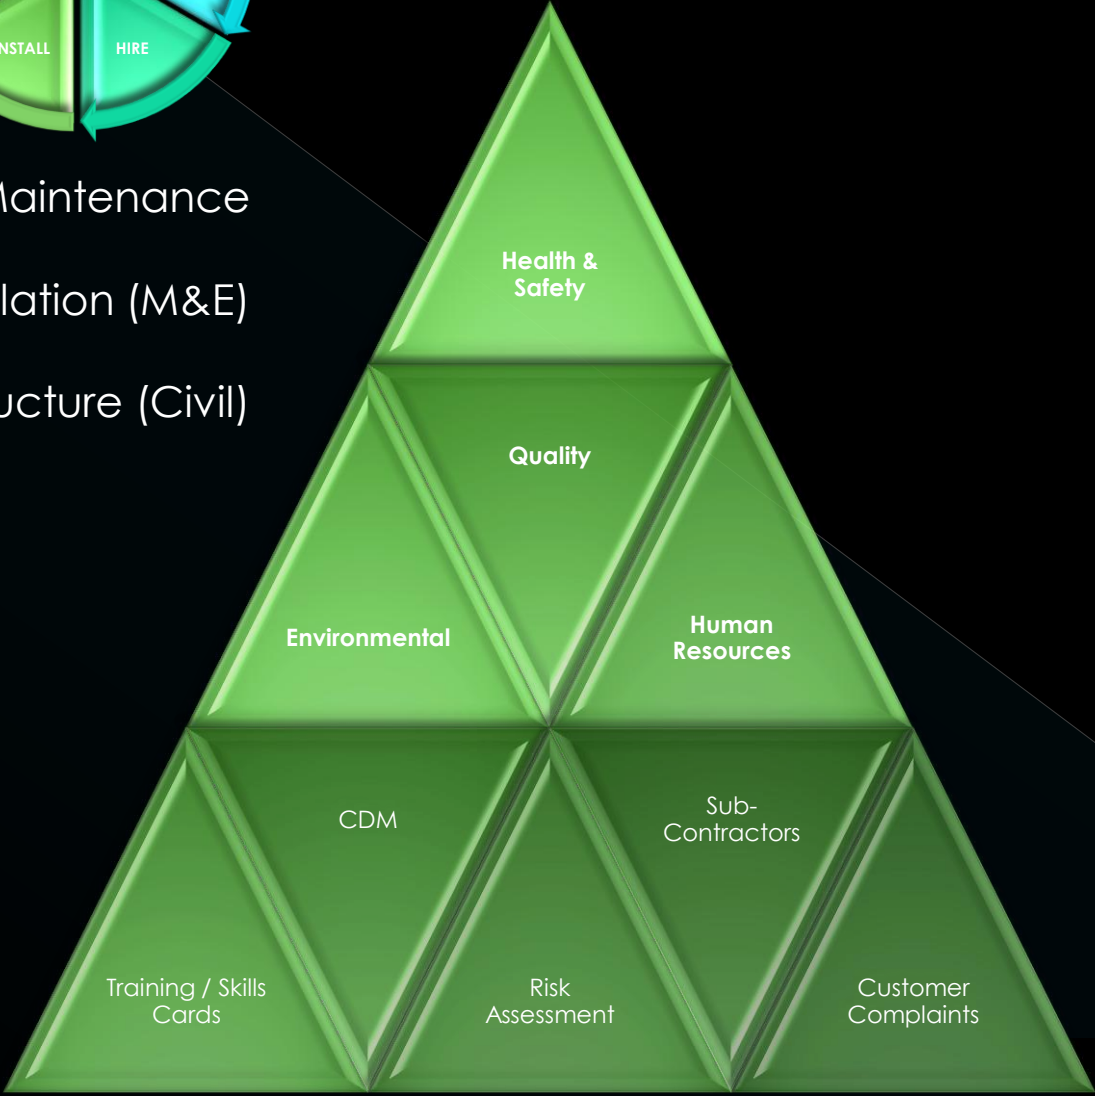 NSTALL
HIRE
Maintenance
lation (M&E)
ucture (Civil)
Health &
Safety
Quality
Environmental
Human
Resources
CDM
Sub-
Contractors
Training / Skills
Cards
Risk
Assessment
Customer
Complaints